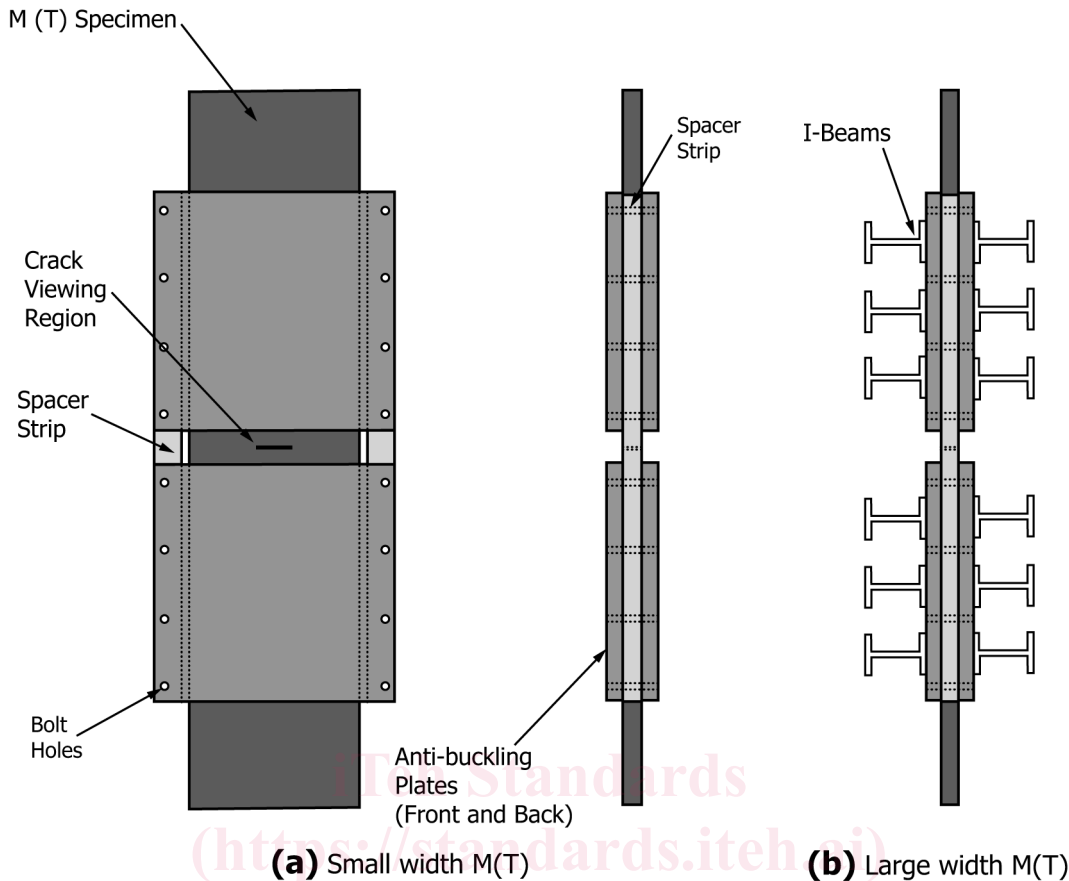 M (T) Specimen
Spacer
Strip
I-Beams
Crack
Viewing
Region
Spacer
Strip
Bolt
Holes
Anti-buckling
Plates
(Front and Back)
iTeh Standards
(https://standards.iteh.ai)
(a) Small width M(T)
(b) Large width M(T)